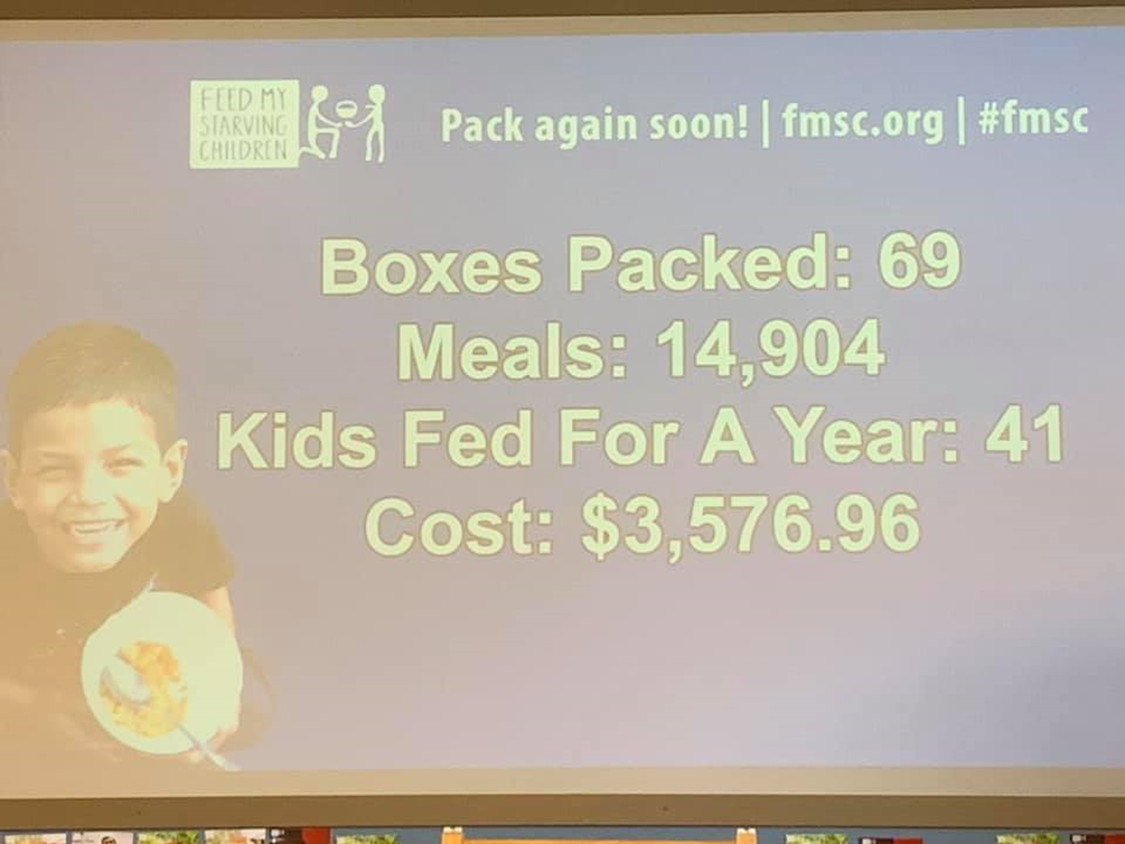 FEED MY
STARVING
CHILDREN
Pack again soon! | fmsc.org | #fmsc
Boxes Packed: 69
Meals: 14,904
Kids Fed For A Year: 41
Cost: $3,576.96